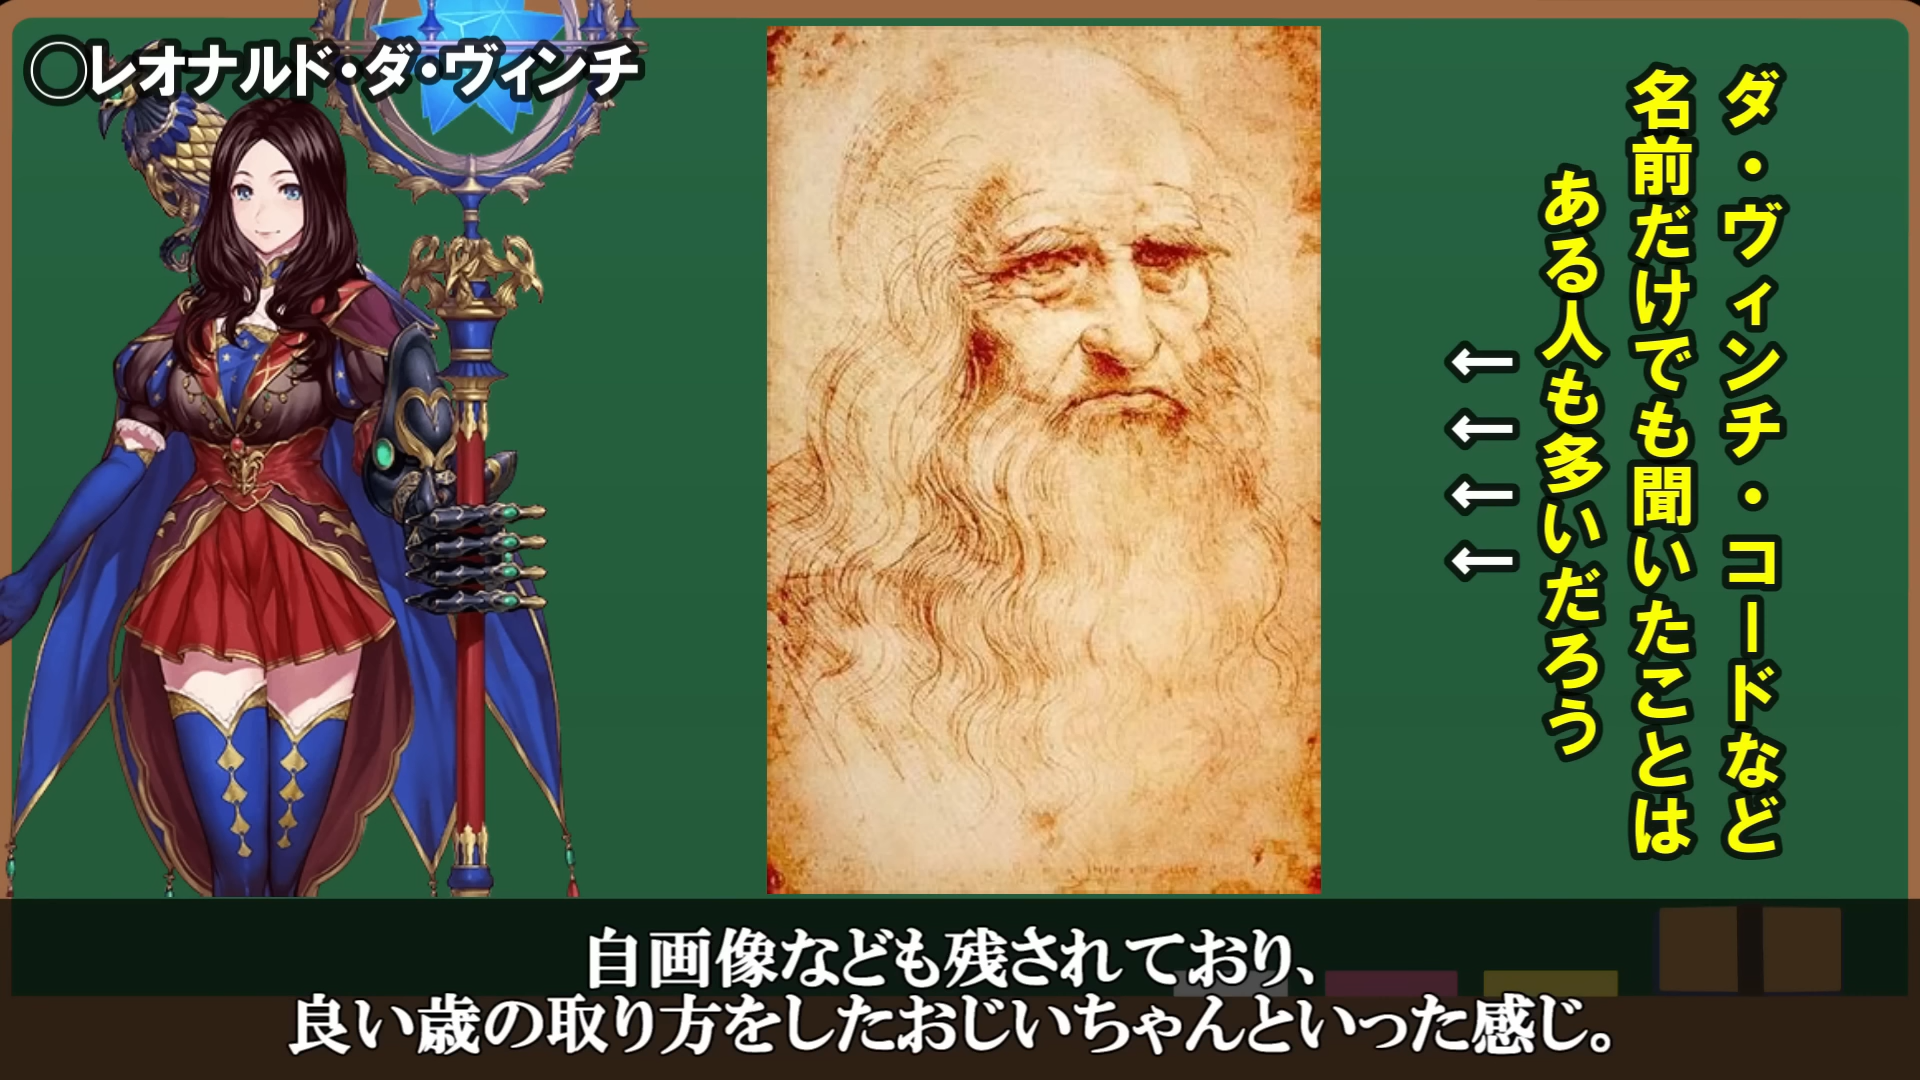 〇レオナルド・ダ・ヴィンチ
ダ・ヴィンチ・コードなど
名前だけでも聞いたことは
ある人も多いだろう
↓↓↓↓
自画像なども残されており、
良い歳の取り方をしたおじいちゃんといった感じ。